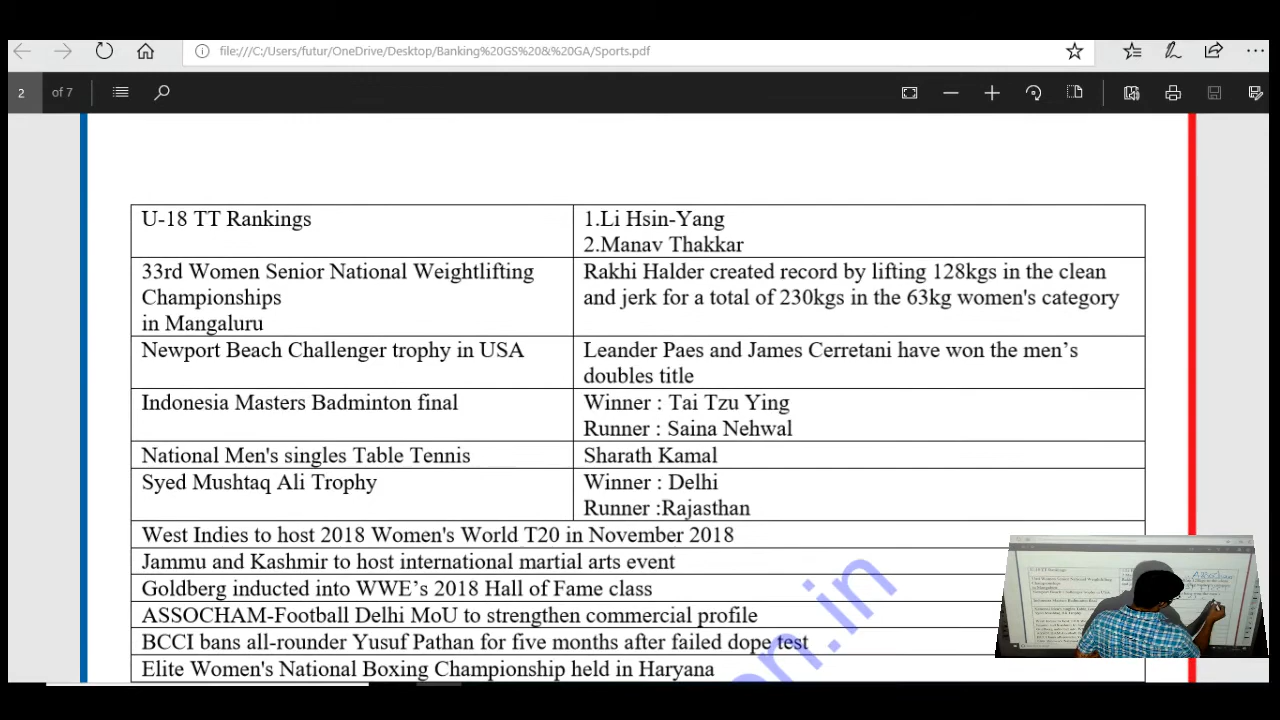 file:///C:/Users/futur/OneDrive/Desktop/Banking%20GS%20&%20GA/Sports.pdf
2 of 7
U-18 TT Rankings
1.Li Hsin-Yang
2.Manav Thakkar
33rd Women Senior National Weightlifting
Championships
in Mangaluru
Rakhi Halder created record by lifting 128kgs in the clean
and jerk for a total of 230kgs in the 63kg women's category
Newport Beach Challenger trophy in USA
Leander Paes and James Cerretani have won the men’s
doubles title
Indonesia Masters Badminton final
Winner : Tai Tzu Ying
Runner : Saina Nehwal
National Men's singles Table Tennis
Sharath Kamal
Syed Mushtaq Ali Trophy
Winner : Delhi
Runner :Rajasthan
West Indies to host 2018 Women's World T20 in November 2018
Jammu and Kashmir to host international martial arts event
Goldberg inducted into WWE’s 2018 Hall of Fame class
ASSOCHAM-Football Delhi MoU to strengthen commercial profile
BCCI bans all-rounder Yusuf Pathan for five months after failed dope test
Elite Women's National Boxing Championship held in Haryana